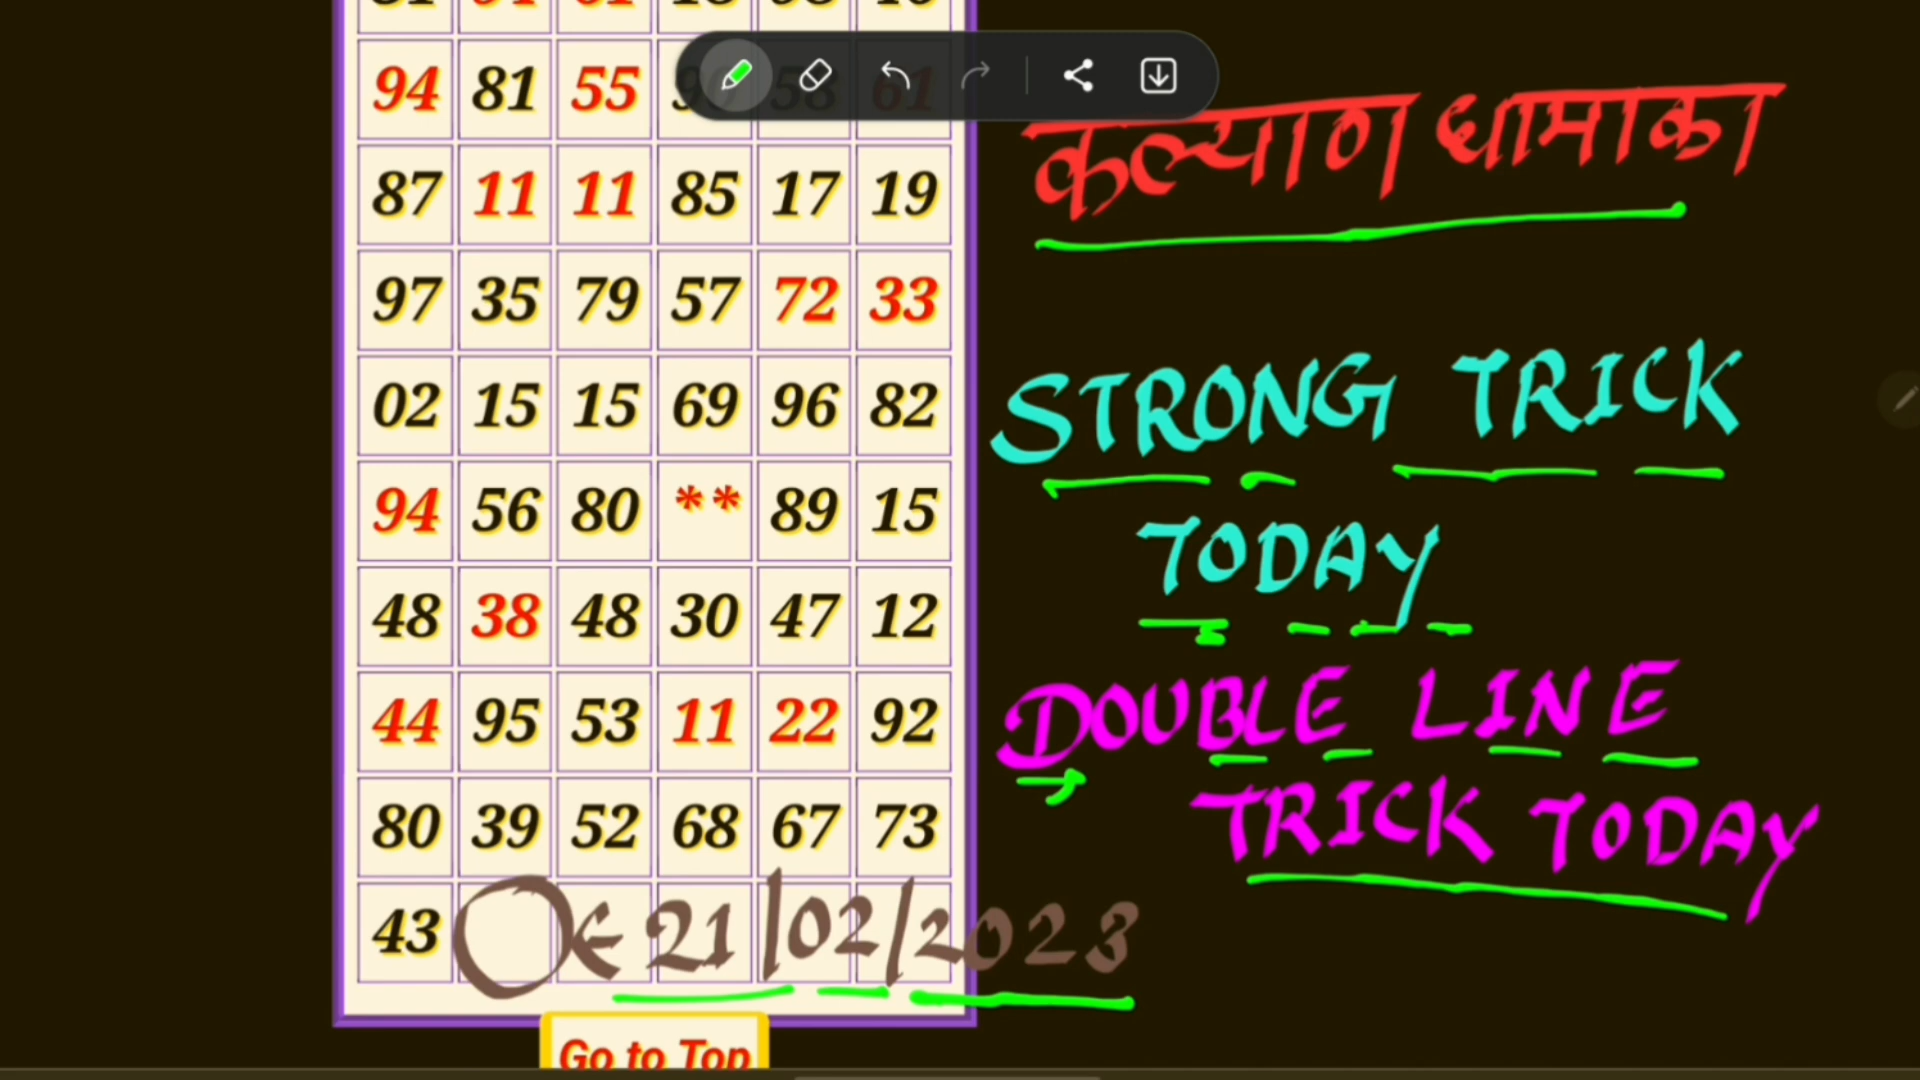 94 81 55 58 61
87 11 11 85 17 19
97 35 79 57 72 33
02 15 15 69 96 82
94 56 80 ** 89 15
48 38 48 30 47 12
44 95 53 11 22 92
80 39 52 68 67 73
43 21/02/2023
Go to Top
कल्याण धामाका
STRONG TRICK
TODAY
DOUBLE LINE
TRICK TODAY